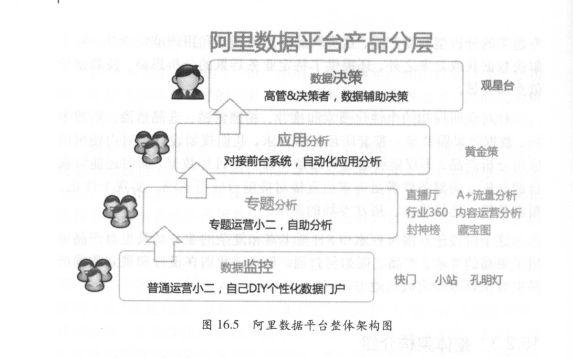 阿里数据平台产品分层
数据决策
高管&决策者，数据辅助决策
观星台
应用分析
对接前台系统，自动化应用分析
黄金策
专题分析
专题运营小二，自助分析
直播厅 A+流量分析
行业360 内容运营分析
封神榜 藏宝图
数据监控
普通运营小二，自己DIY个性化数据门户
快门 小站 孔明灯
图 16.5 阿里数据平台整体架构图